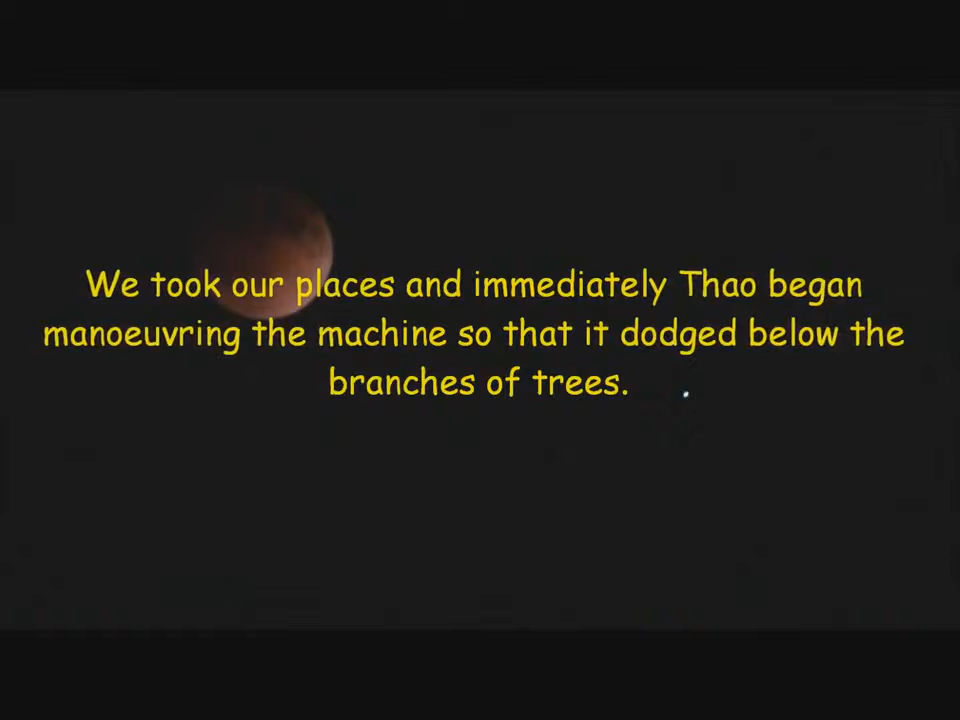 We took our places and immediately Thao began
manoeuvring the machine so that it dodged below the
branches of trees.